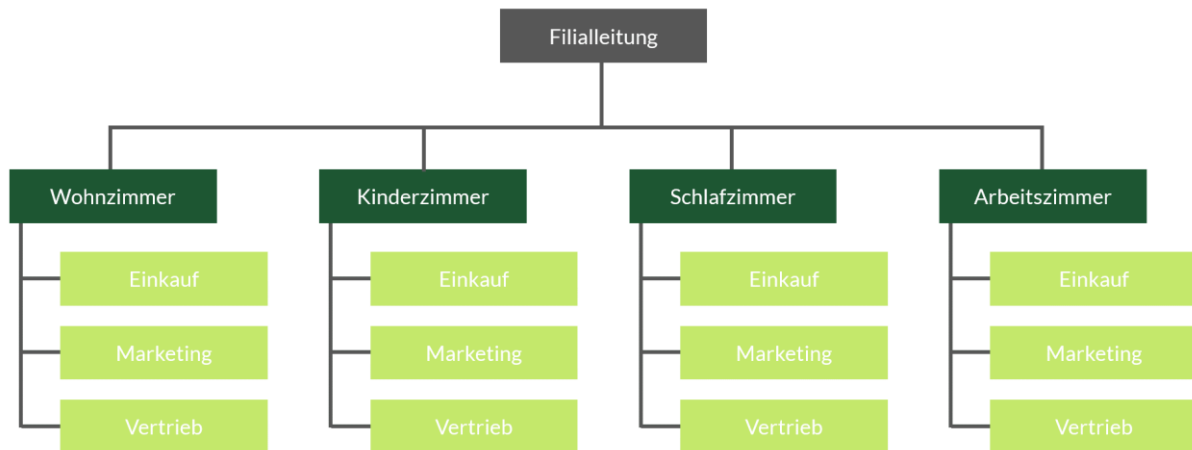 Filialleitung
Wohnzimmer
Kinderzimmer
Schlafzimmer
Arbeitszimmer
Einkauf
Einkauf
Einkauf
Einkauf
Marketing
Marketing
Marketing
Marketing
Vertrieb
Vertrieb
Vertrieb
Vertrieb